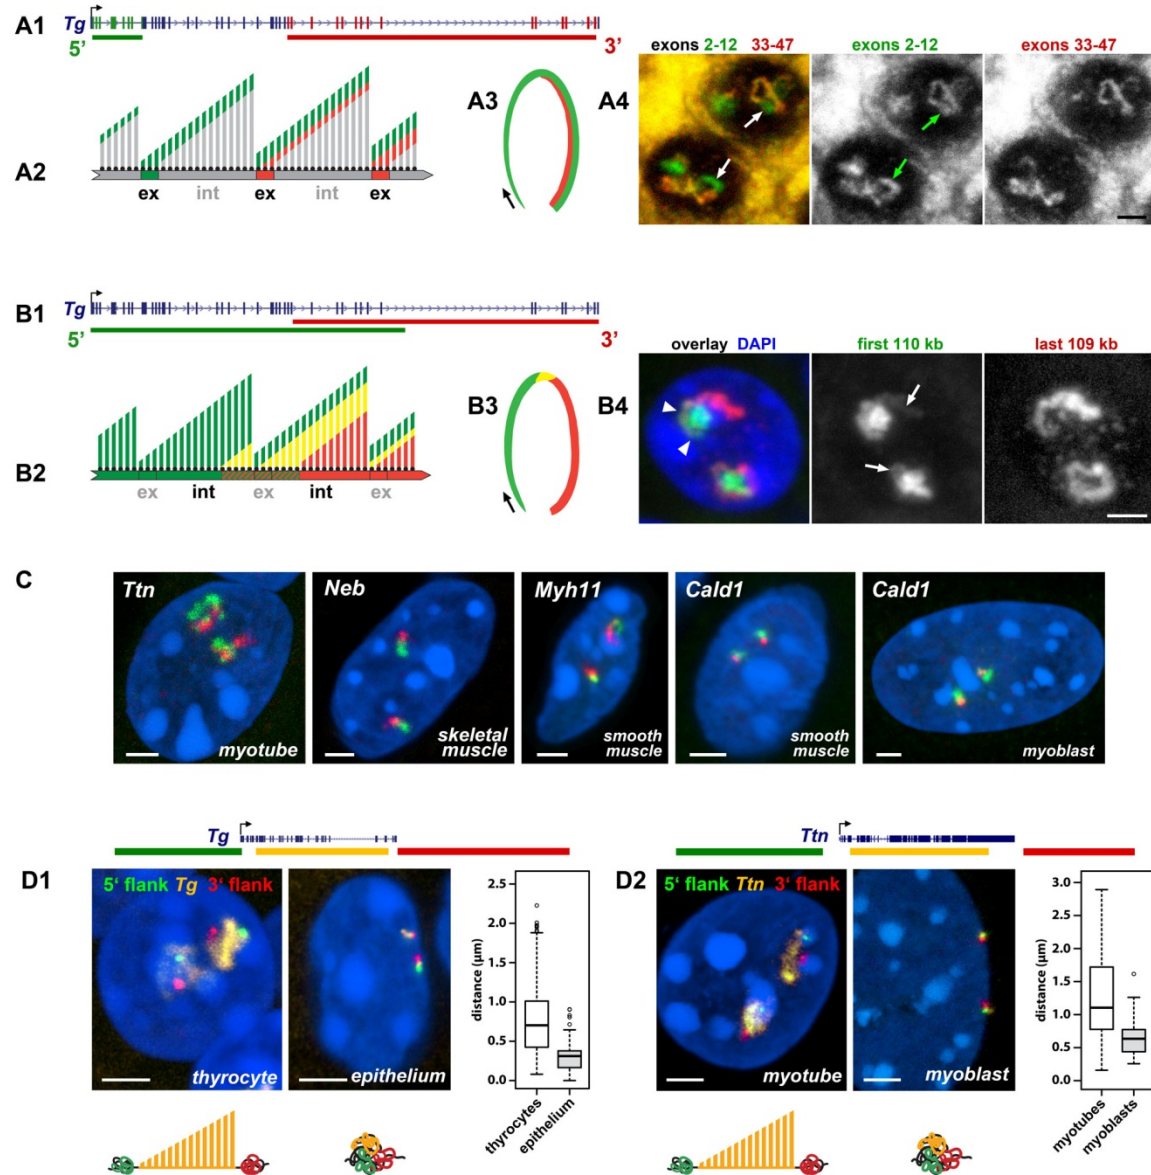 A1
Tg
5’
3’
A2
ex int ex int ex
A3
A4
exons 2-12 33-47
exons 2-12
exons 33-47
B1
Tg
5’
3’
B2
ex int ex int ex
B3
B4
overlay DAPI
first 110 kb
last 109 kb
C
Ttn
myotube
Neb
skeletal
muscle
Myh11
smooth
muscle
Cald1
smooth
muscle
Cald1
myoblast
D1
Tg
5‘ flank Tg 3‘ flank
thyrocyte
epithelium
distance (µm)
2.5
2.0
1.5
1.0
0.5
0.0
thyrocytes
epithelium
D2
Ttn
5‘ flank Ttn 3‘ flank
myotube
myoblast
distance (µm)
3.0
2.5
2.0
1.5
1.0
0.5
0.0
myotubes
myoblasts